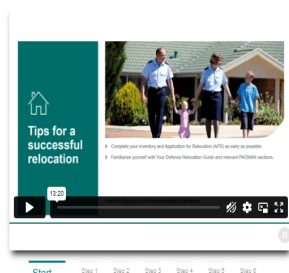 Tips for a
successful
relocation
Complete your Inventory and Application for Relocation (AFR) as early as possible.
Familiarise yourself with Your Defence Relocation Guide and relevant PACMAN sections.
13:20
Start
Step 1
Step 2
Step 3
Step 4
Step 5
Step 6